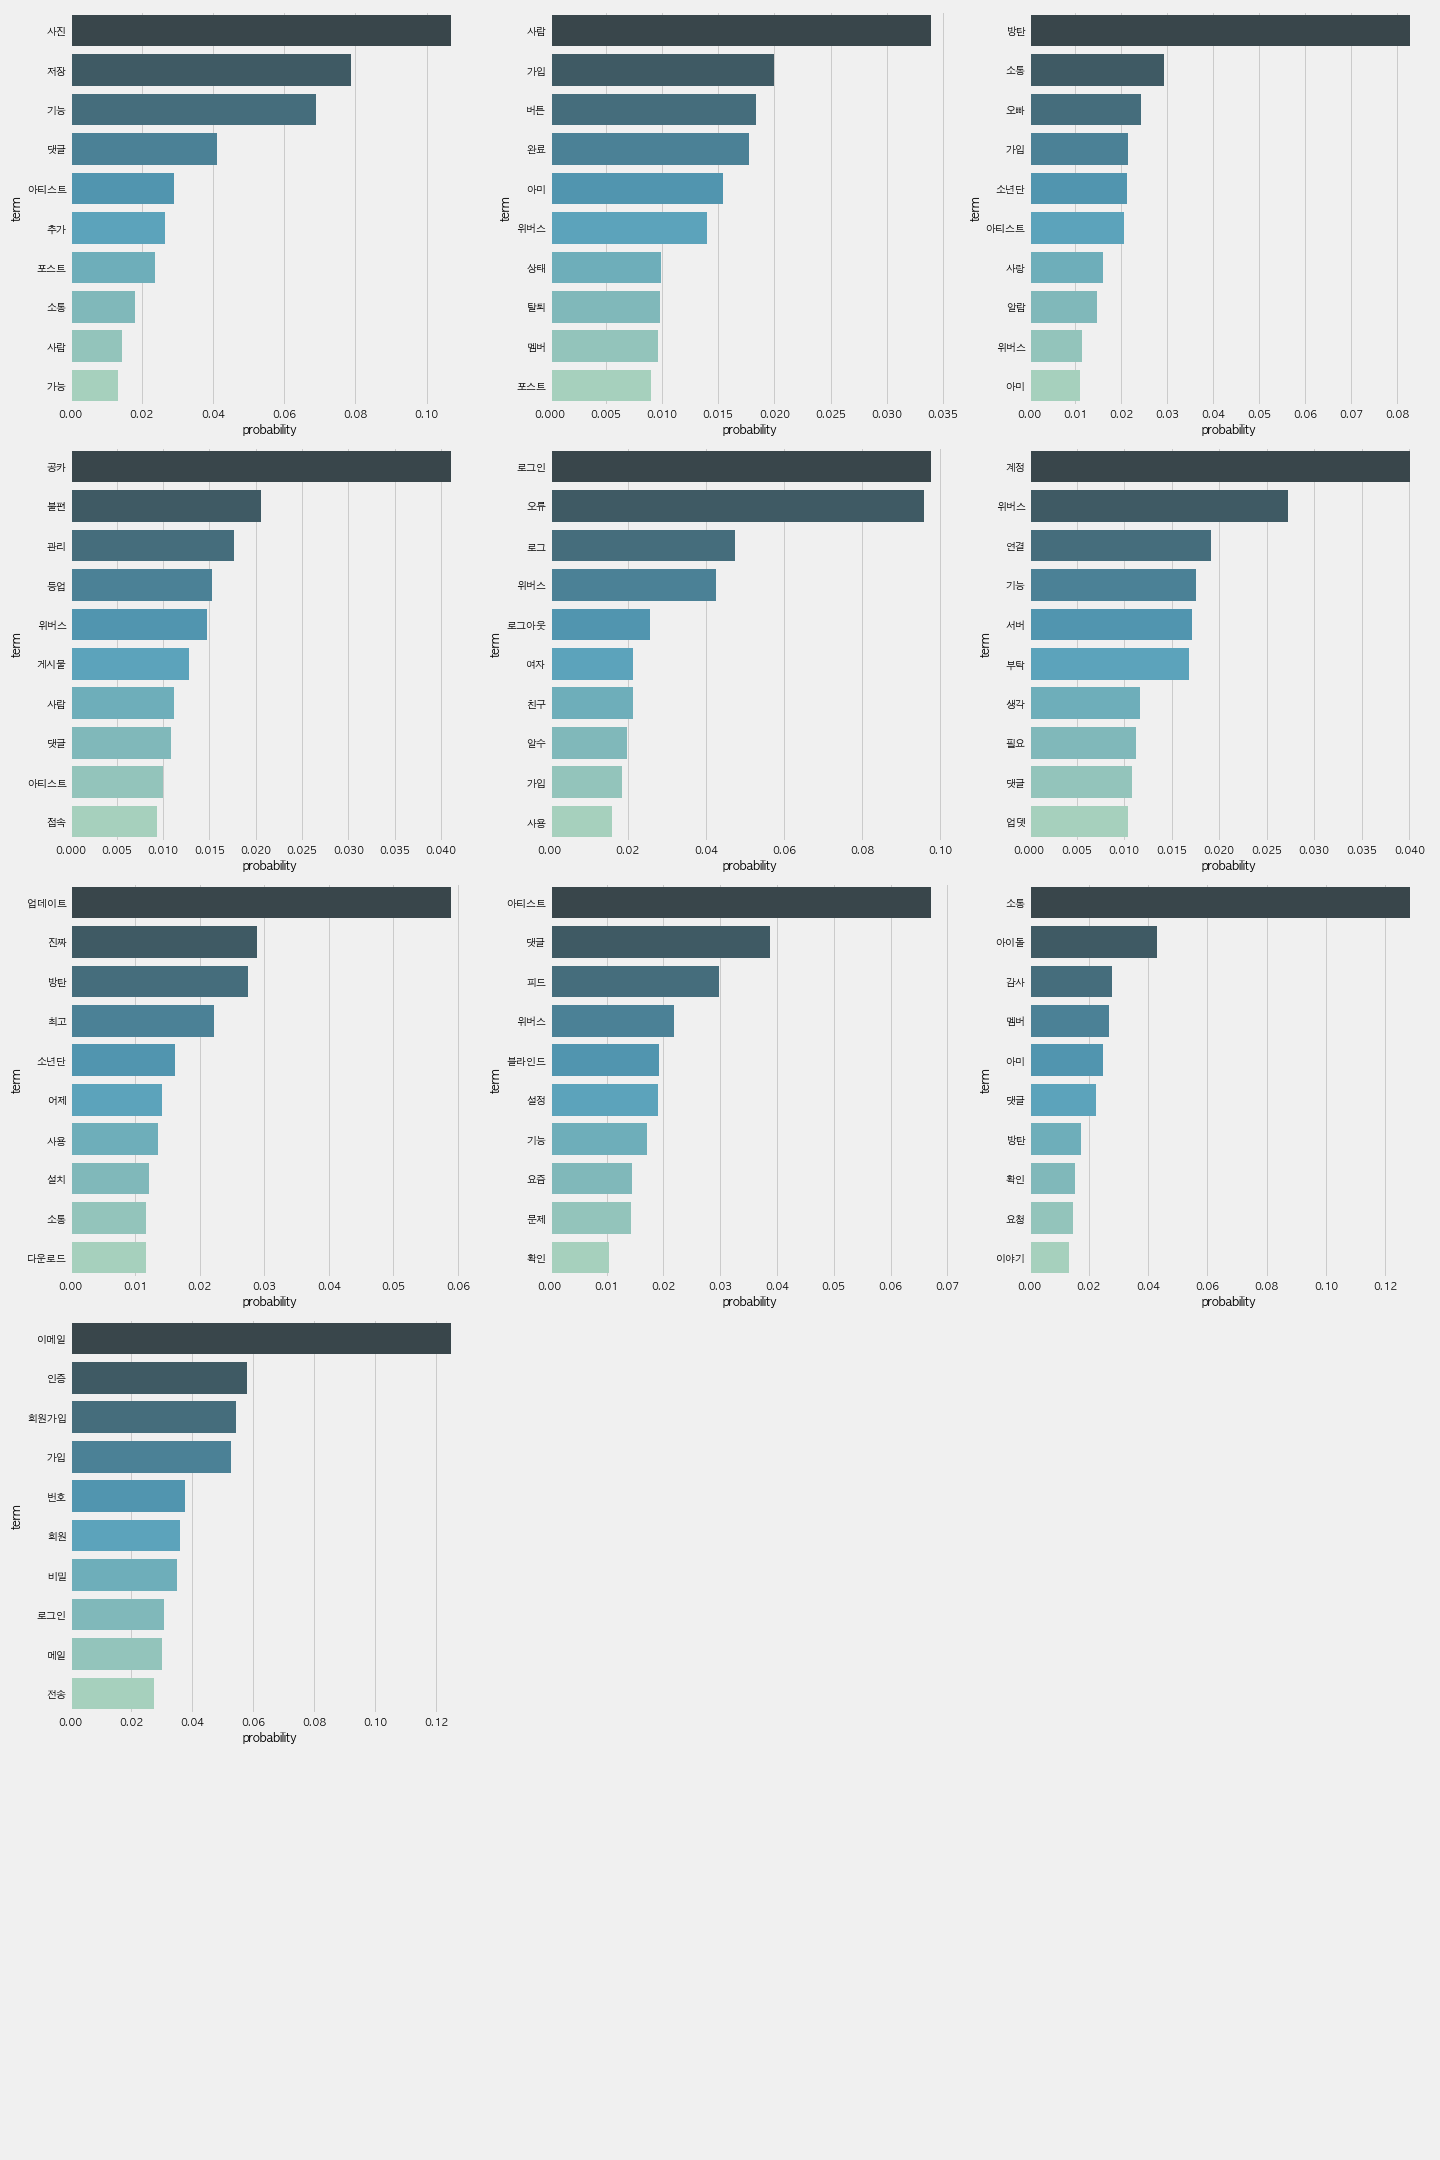 사진
저장
기능
댓글
아티스트
추가
포스트
소통
사람
가능
term
0.00 0.02 0.04 0.06 0.08 0.10
probability
사람
가입
버튼
완료
아미
위버스
상태
탈퇴
멤버
포스트
term
0.000 0.005 0.010 0.015 0.020 0.025 0.030 0.035
probability
방탄
소통
오빠
가입
소년단
아티스트
사랑
알람
위버스
아미
term
0.00 0.01 0.02 0.03 0.04 0.05 0.06 0.07 0.08
probability
공카
불편
관리
등업
위버스
게시물
사람
댓글
아티스트
접속
term
0.000 0.005 0.010 0.015 0.020 0.025 0.030 0.035 0.040
probability
로그인
오류
로그
위버스
로그아웃
여자
친구
알수
가입
사용
term
0.00 0.02 0.04 0.06 0.08 0.10
probability
계정
위버스
연결
기능
서버
부탁
생각
필요
댓글
업뎃
term
0.000 0.005 0.010 0.015 0.020 0.025 0.030 0.035 0.040
probability
업데이트
진짜
방탄
최고
소년단
어제
사용
설치
소통
다운로드
term
0.00 0.01 0.02 0.03 0.04 0.05 0.06
probability
아티스트
댓글
피드
위버스
블라인드
설정
기능
요즘
문제
확인
term
0.00 0.01 0.02 0.03 0.04 0.05 0.06 0.07
probability
소통
아이돌
감사
멤버
아미
댓글
방탄
확인
요청
이야기
term
0.00 0.02 0.04 0.06 0.08 0.10 0.12
probability
이메일
인증
회원가입
가입
번호
회원
비밀
로그인
메일
전송
term
0.00 0.02 0.04 0.06 0.08 0.10 0.12
probability